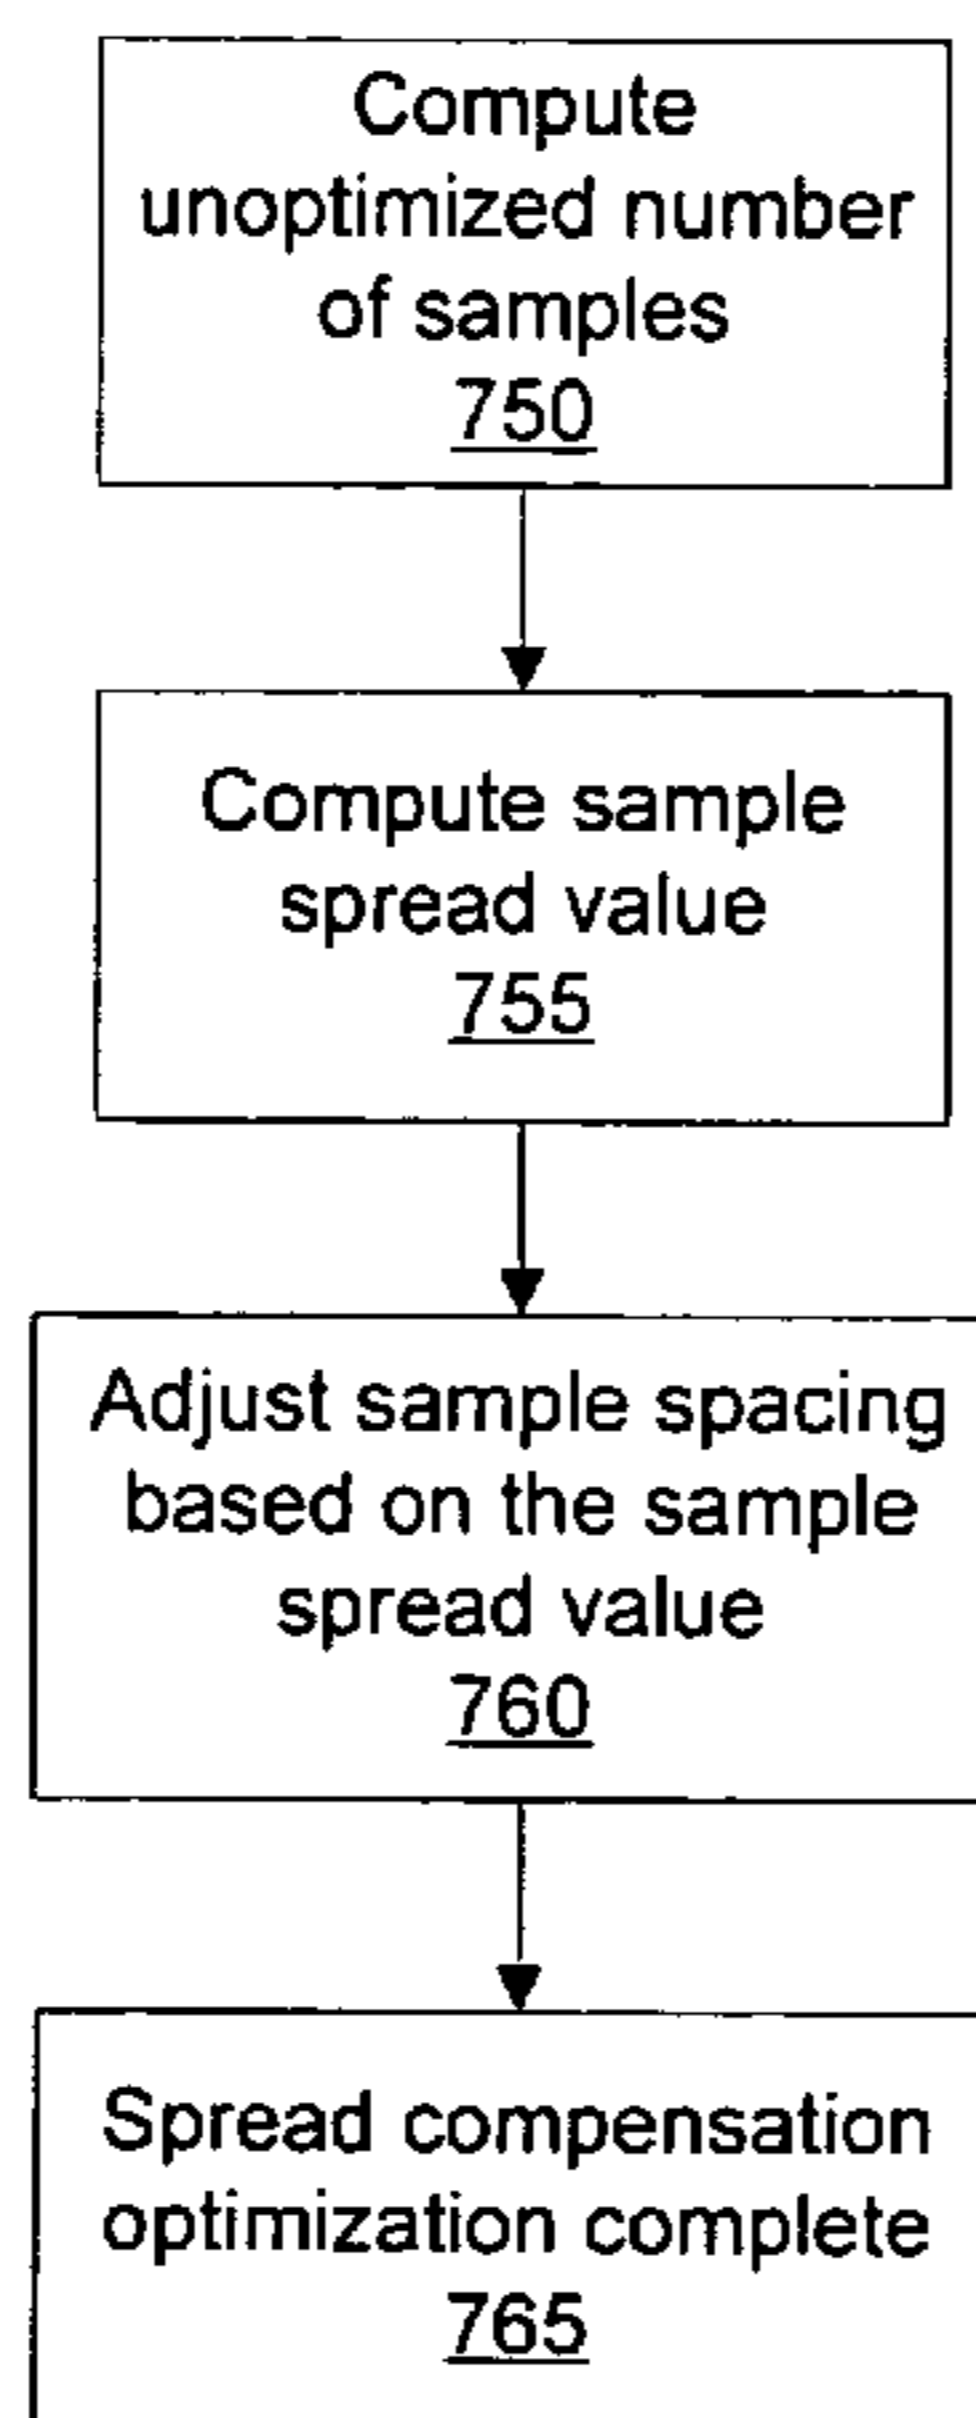 Compute
unoptimized number
of samples
750
Compute sample
spread value
755
Adjust sample spacing
based on the sample
spread value
760
Spread compensation
optimization complete
765